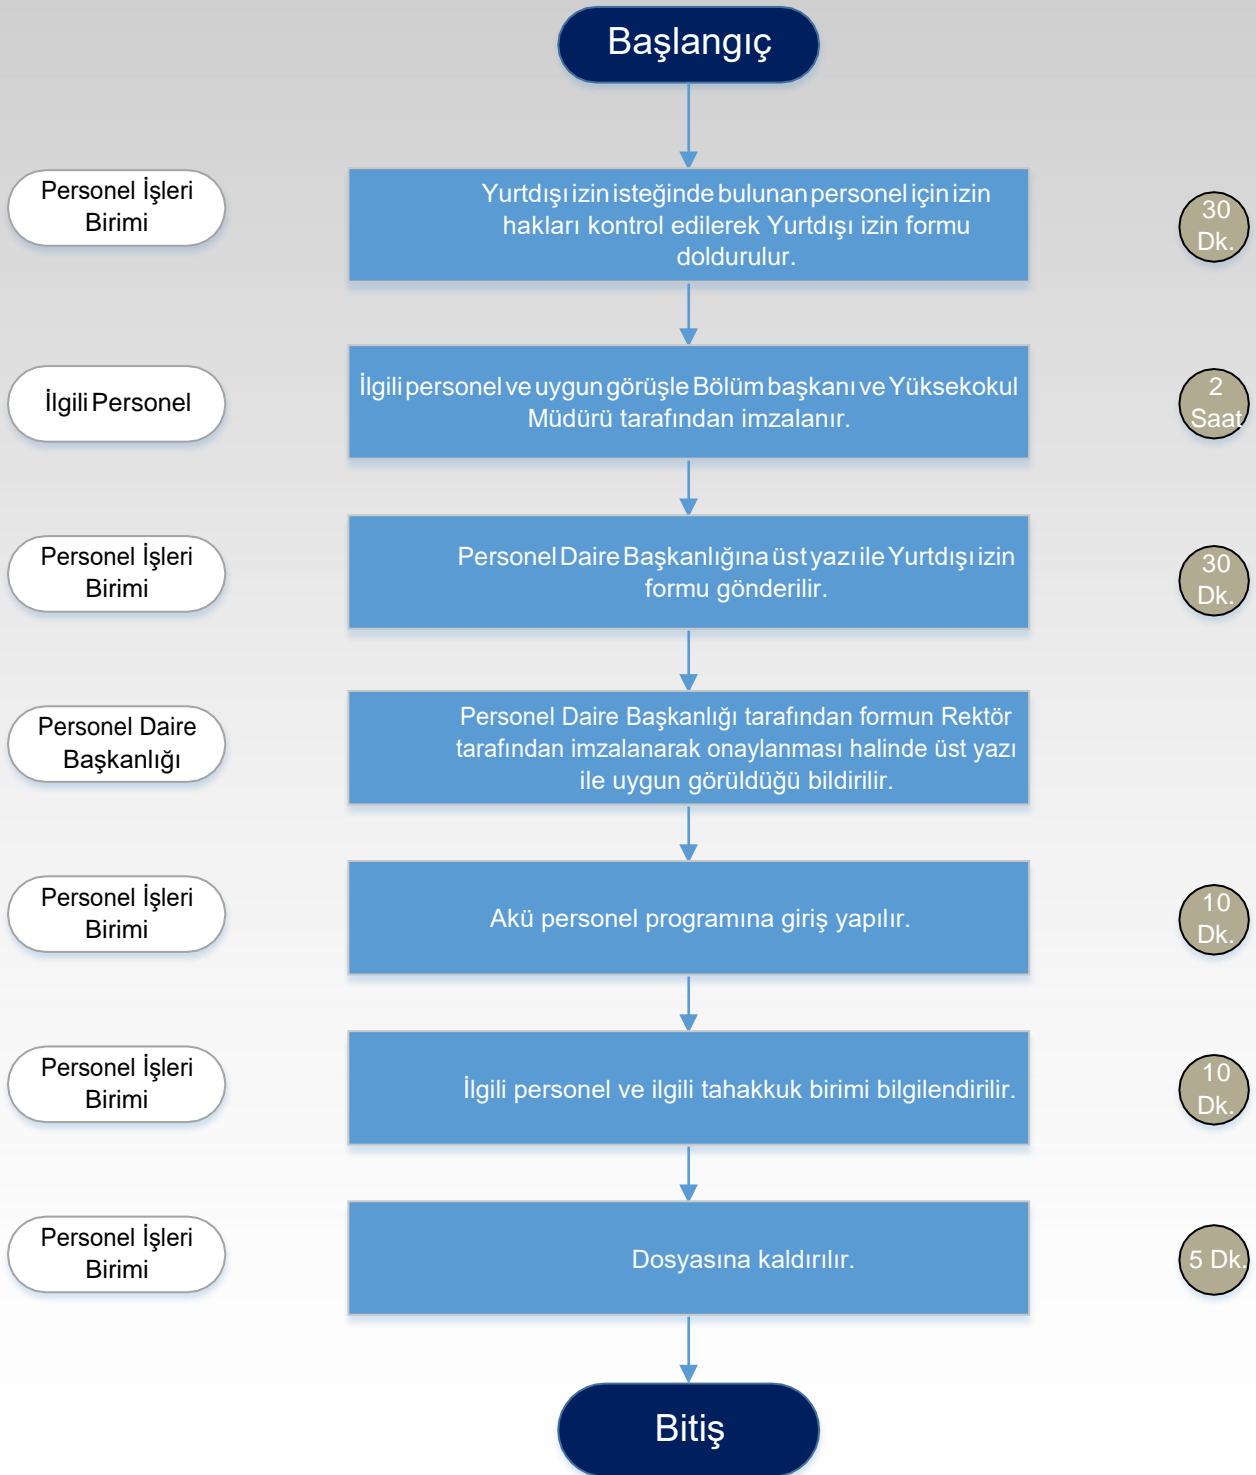 Başlangıç
Personel İşleri
Birimi
Yurtdışı izin isteğinde bulunan personel için izin
hakları kontrol edilerek Yurtdışı izin formu
doldurulur.
30
Dk.
İlgili Personel
İlgili personel ve uygun görüşle Bölüm başkanı ve Yüksekokul
Müdürü tarafından imzalanır.
2
Saat
Personel İşleri
Birimi
Personel Daire Başkanlığına üst yazı ile Yurtdışı izin
formu gönderilir.
30
Dk.
Personel Daire
Başkanlığı
Personel Daire Başkanlığı tarafından formun Rektör
tarafından imzalanarak onaylanması halinde üst yazı
ile uygun görüldüğü bildirilir.
Personel İşleri
Birimi
Akü personel programına giriş yapılır.
10
Dk.
Personel İşleri
Birimi
İlgili personel ve ilgili tahakkuk birimi bilgilendirilir.
10
Dk.
Personel İşleri
Birimi
Dosyasına kaldırılır.
5 Dk.
Bitiş